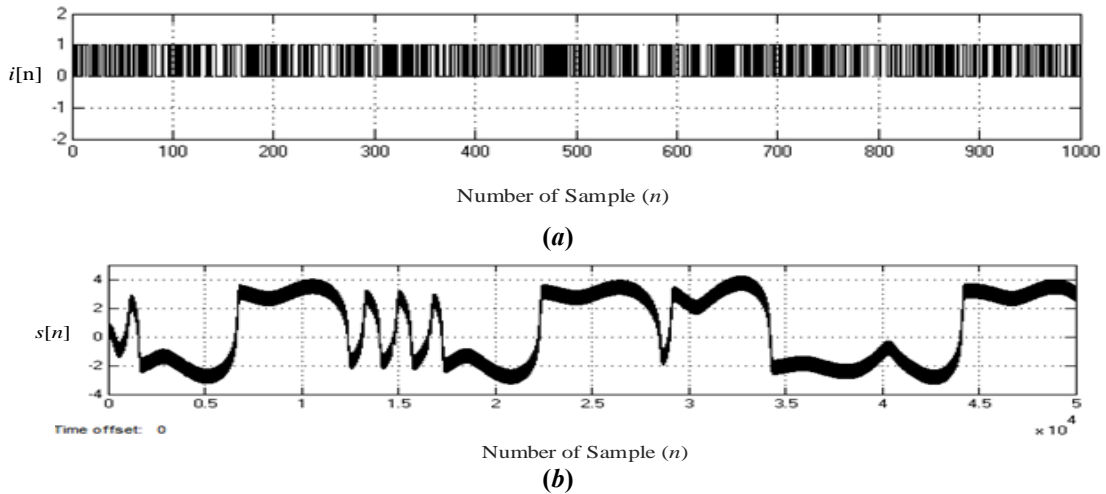 2
1
i[n]
0
-1
-2
0 100 200 300 400 500 600 700 800 900 1000
Number of Sample (n)
(a)
4
2
s[n]
0
-2
-4
0 0.5 1 1.5 2 2.5 3 3.5 4 4.5 5
Time offset: 0
x 10^4
Number of Sample (n)
(b)